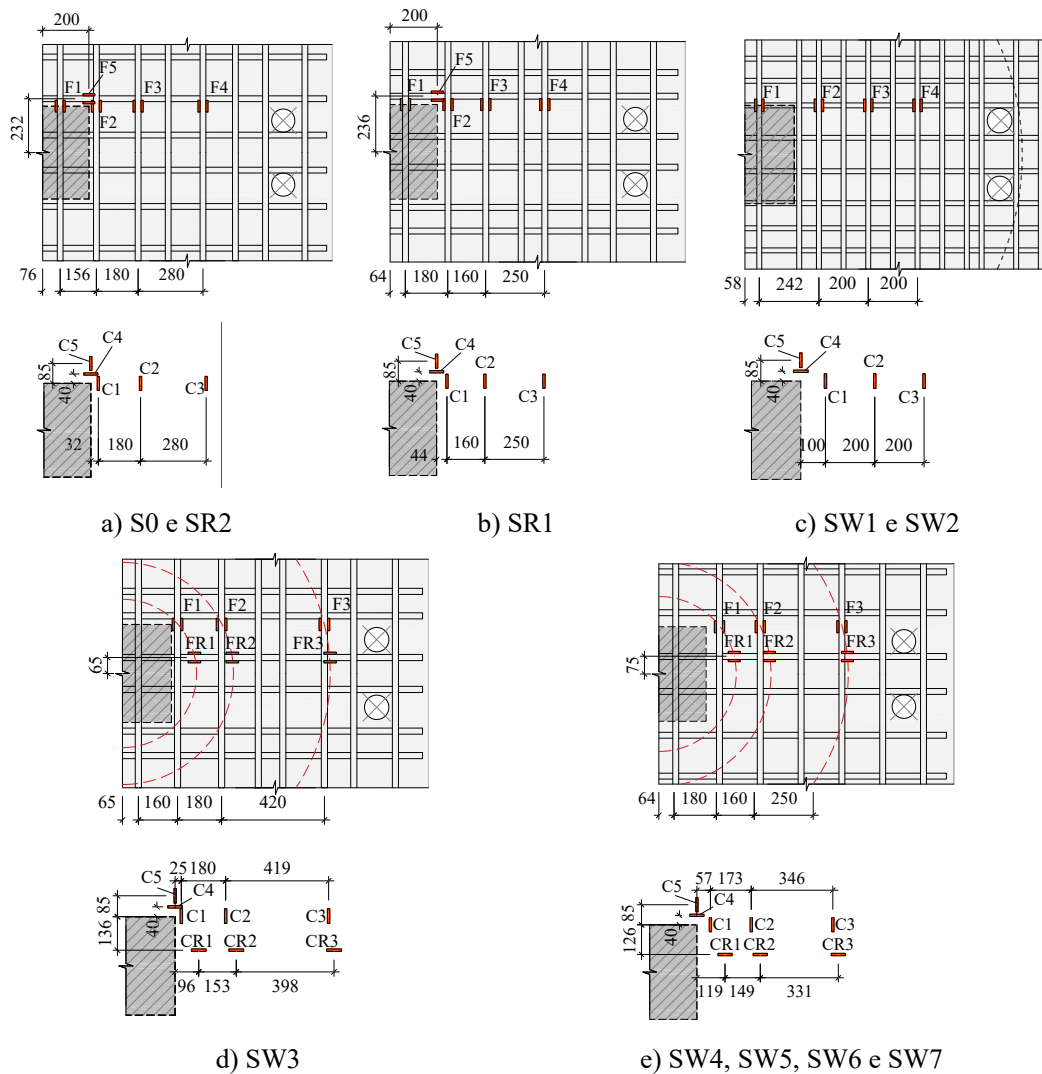 200
F1
F5
F3
F4
F2
232
76
156
180
280
C5
C4
C2
85
40
C1
C3
32
180
280
a) S0 e SR2
200
F1
F5
F3
F4
F2
236
64
180
160
250
C5
C4
C2
85
40
C1
C3
44
160
250
b) SR1
F1
F2
F3
F4
58
242
200
200
C5
C4
C2
85
40
C1
C3
100
200
200
c) SW1 e SW2
F1
F2
F3
FR1
FR2
FR3
65
65
160
180
420
25
180
419
C5
C4
85
C1
C2
C3
136
40
CR1
CR2
CR3
96
153
398
d) SW3
F1
F2
F3
FR1
FR2
FR3
75
64
180
160
250
57
173
346
C5
C4
85
C1
C2
C3
126
40
CR1
CR2
CR3
119
149
331
e) SW4, SW5, SW6 e SW7